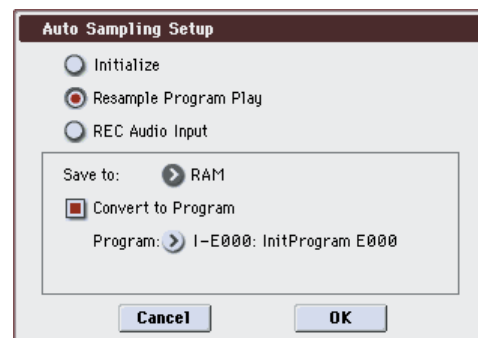 Auto Sampling Setup
Initialize
Resample Program Play
REC Audio Input
Save to: RAM
Convert to Program
Program: I-E000: InitProgram E000
Cancel OK